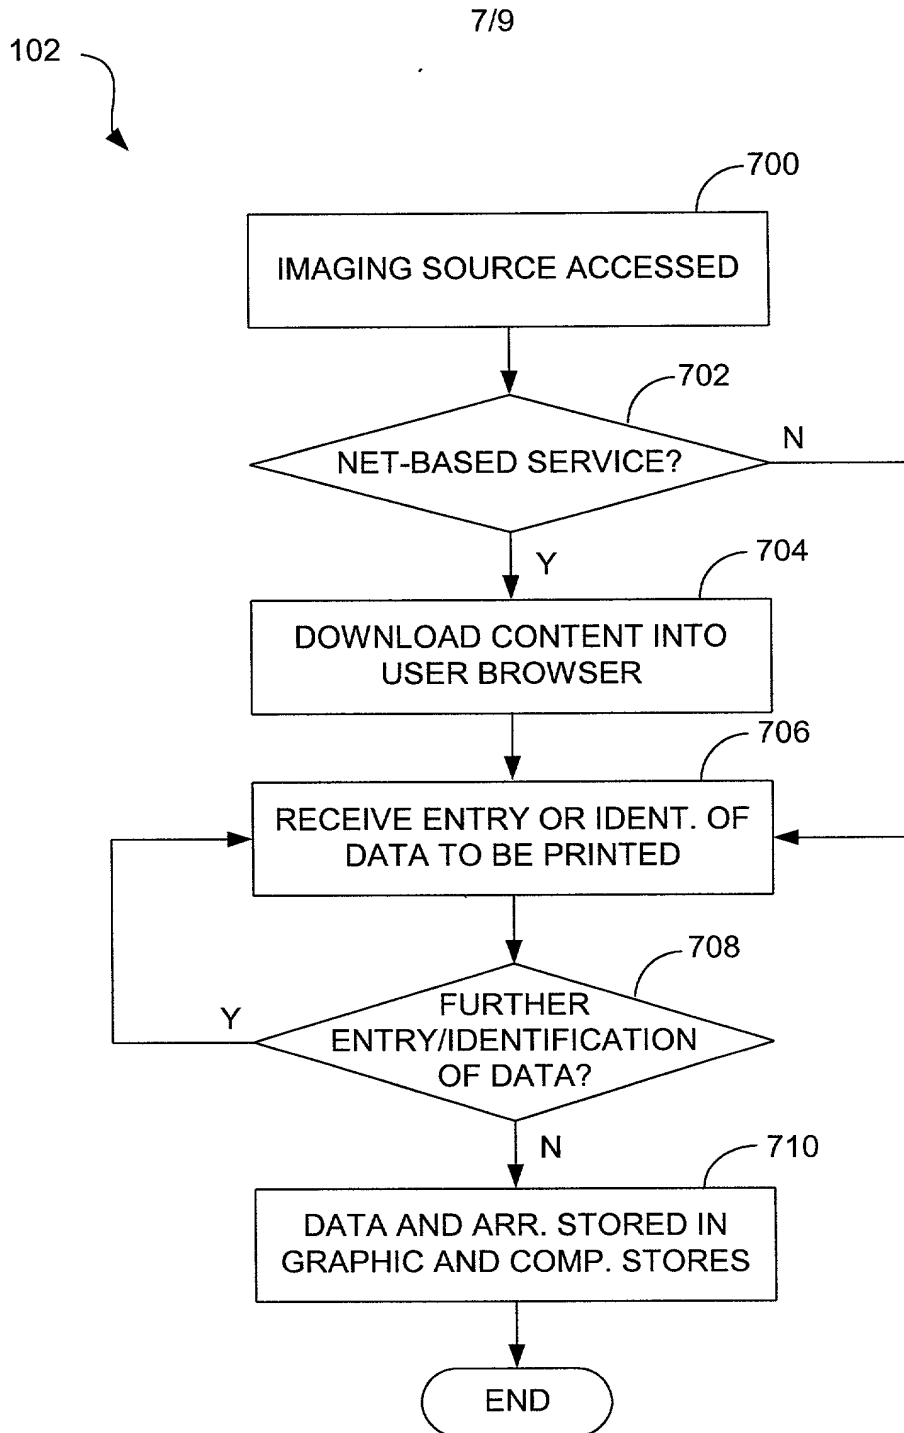 7/9
102
700
IMAGING SOURCE ACCESSED
702
NET-BASED SERVICE?
N
Y
704
DOWNLOAD CONTENT INTO
USER BROWSER
706
RECEIVE ENTRY OR IDENT. OF
DATA TO BE PRINTED
708
FURTHER
ENTRY/IDENTIFICATION
OF DATA?
Y
N
710
DATA AND ARR. STORED IN
GRAPHIC AND COMP. STORES
END